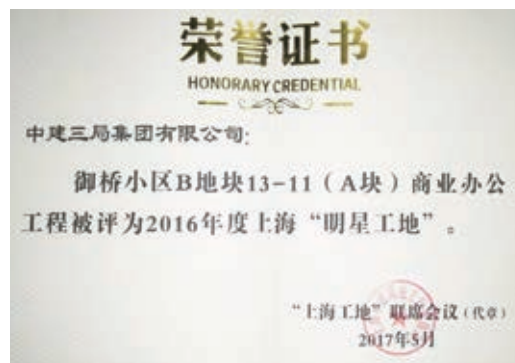 荣誉证书
HONORARY CREDENTIAL
中建三局集团有限公司:
御桥小区B地块13-11（A块）商业办公
工程被评为2016年度上海“明星工地”。
“上海工地”联席会议（代章）
2017年5月